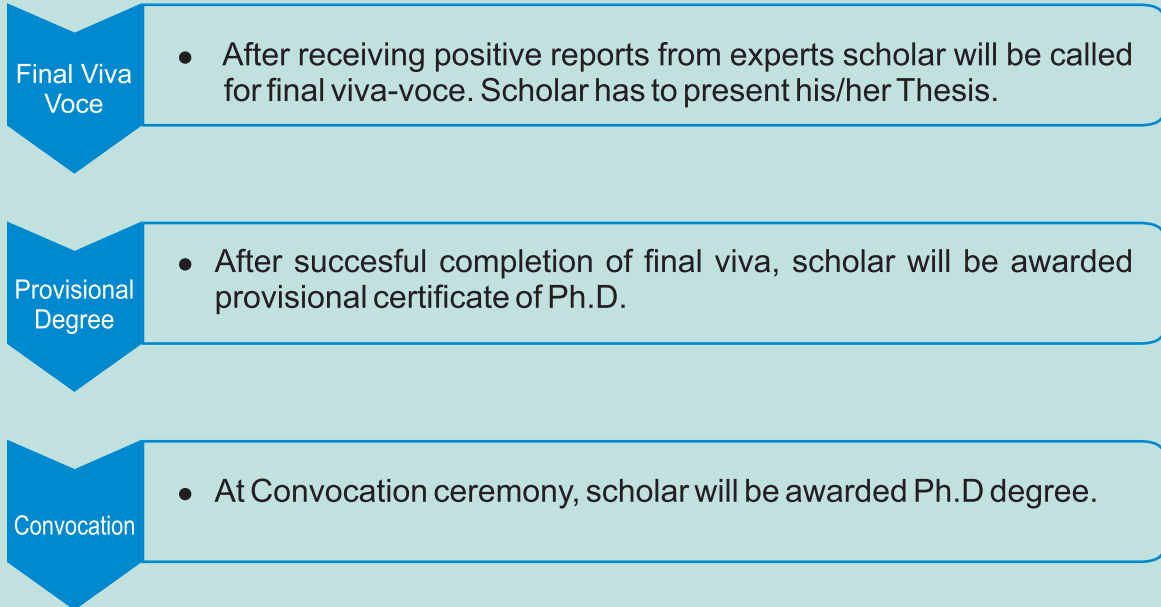 Final Viva
Voce
● After receiving positive reports from experts scholar will be called
for final viva-voce. Scholar has to present his/her Thesis.
Provisional
Degree
● After succesful completion of final viva, scholar will be awarded
provisional certificate of Ph.D.
Convocation
● At Convocation ceremony, scholar will be awarded Ph.D degree.